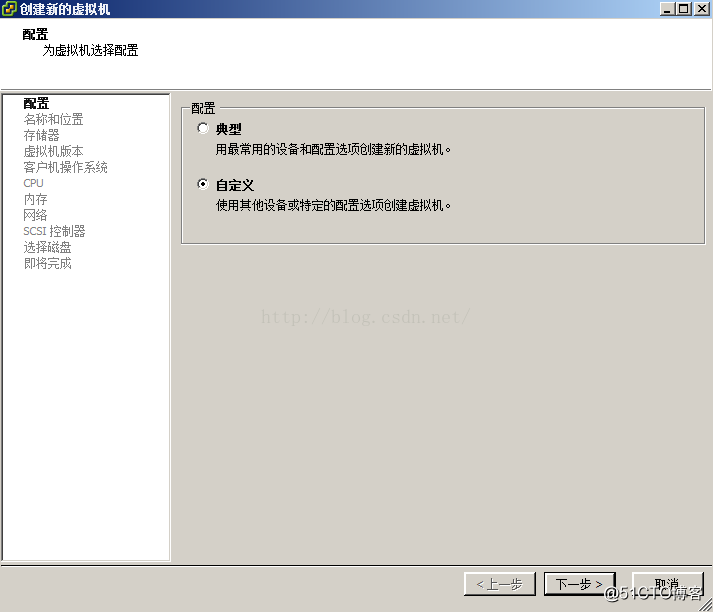 创建新的虚拟机
配置
为虚拟机选择配置
配置
名称和位置
存储器
虚拟机版本
客户机操作系统
CPU
内存
网络
SCSI 控制器
选择磁盘
即将完成
配置
典型
用最常用的设备和配置选项创建新的虚拟机。
自定义
使用其他设备或特定的配置选项创建虚拟机。
http://blog.csdn.net/
< 上一步
下一步 >
取消
@51CTO博客